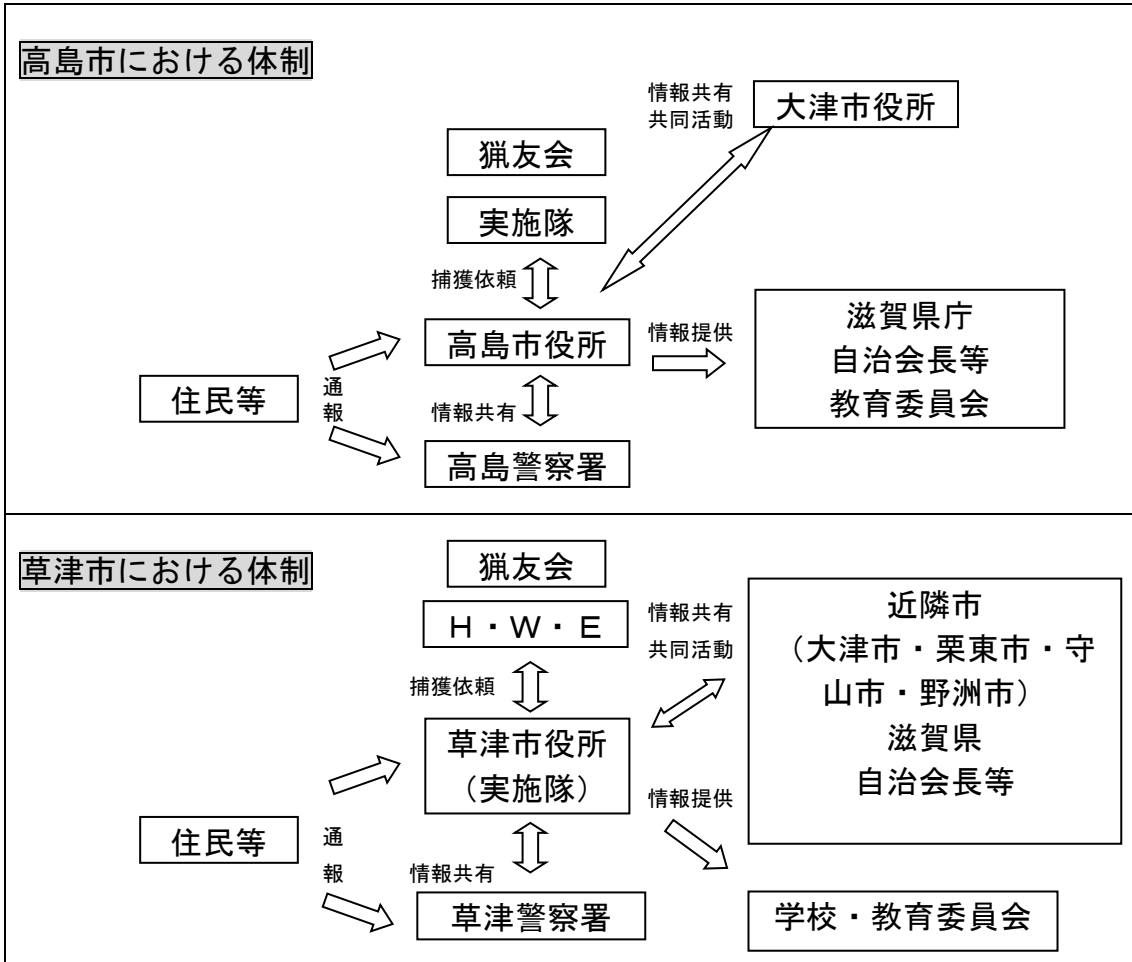 高島市における体制
情報共有
共同活動
大津市役所
猟友会
実施隊
捕獲依頼
高島市役所
情報提供
滋賀県庁
自治会長等
教育委員会
住民等
通
報
情報共有
高島警察署
草津市における体制
猟友会
Ｈ・Ｗ・Ｅ
情報共有
共同活動
近隣市
（大津市・栗東市・守
山市・野洲市）
滋賀県
自治会長等
捕獲依頼
草津市役所
（実施隊）
情報提供
住民等
通
報
情報共有
草津警察署
学校・教育委員会